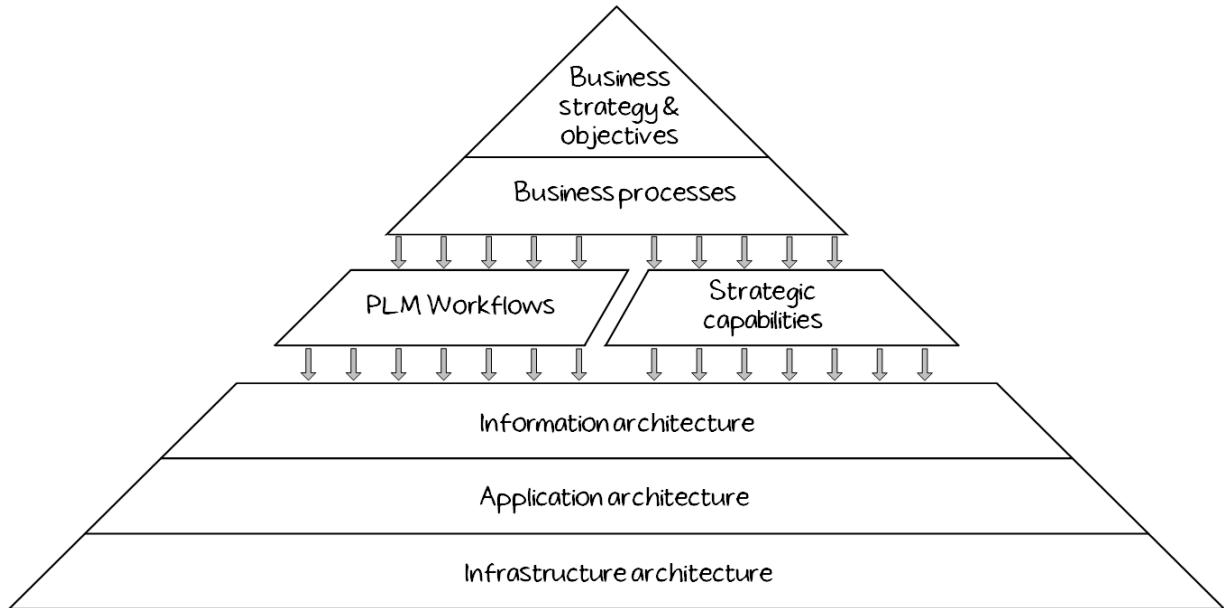 Business
strategy &
objectives
Business processes
PLM Workflows
Strategic
capabilities
Information architecture
Application architecture
Infrastructure architecture